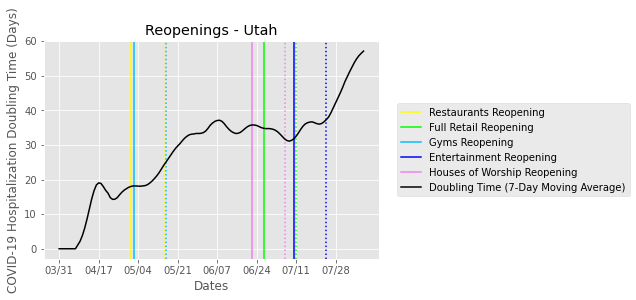 Reopenings - Utah
COVID-19 Hospitalization Doubling Time (Days)
60
50
40
30
20
10
0
03/31 04/17 05/04 05/21 06/07 06/24 07/11 07/28
Dates
Restaurants Reopening
Full Retail Reopening
Gyms Reopening
Entertainment Reopening
Houses of Worship Reopening
Doubling Time (7-Day Moving Average)